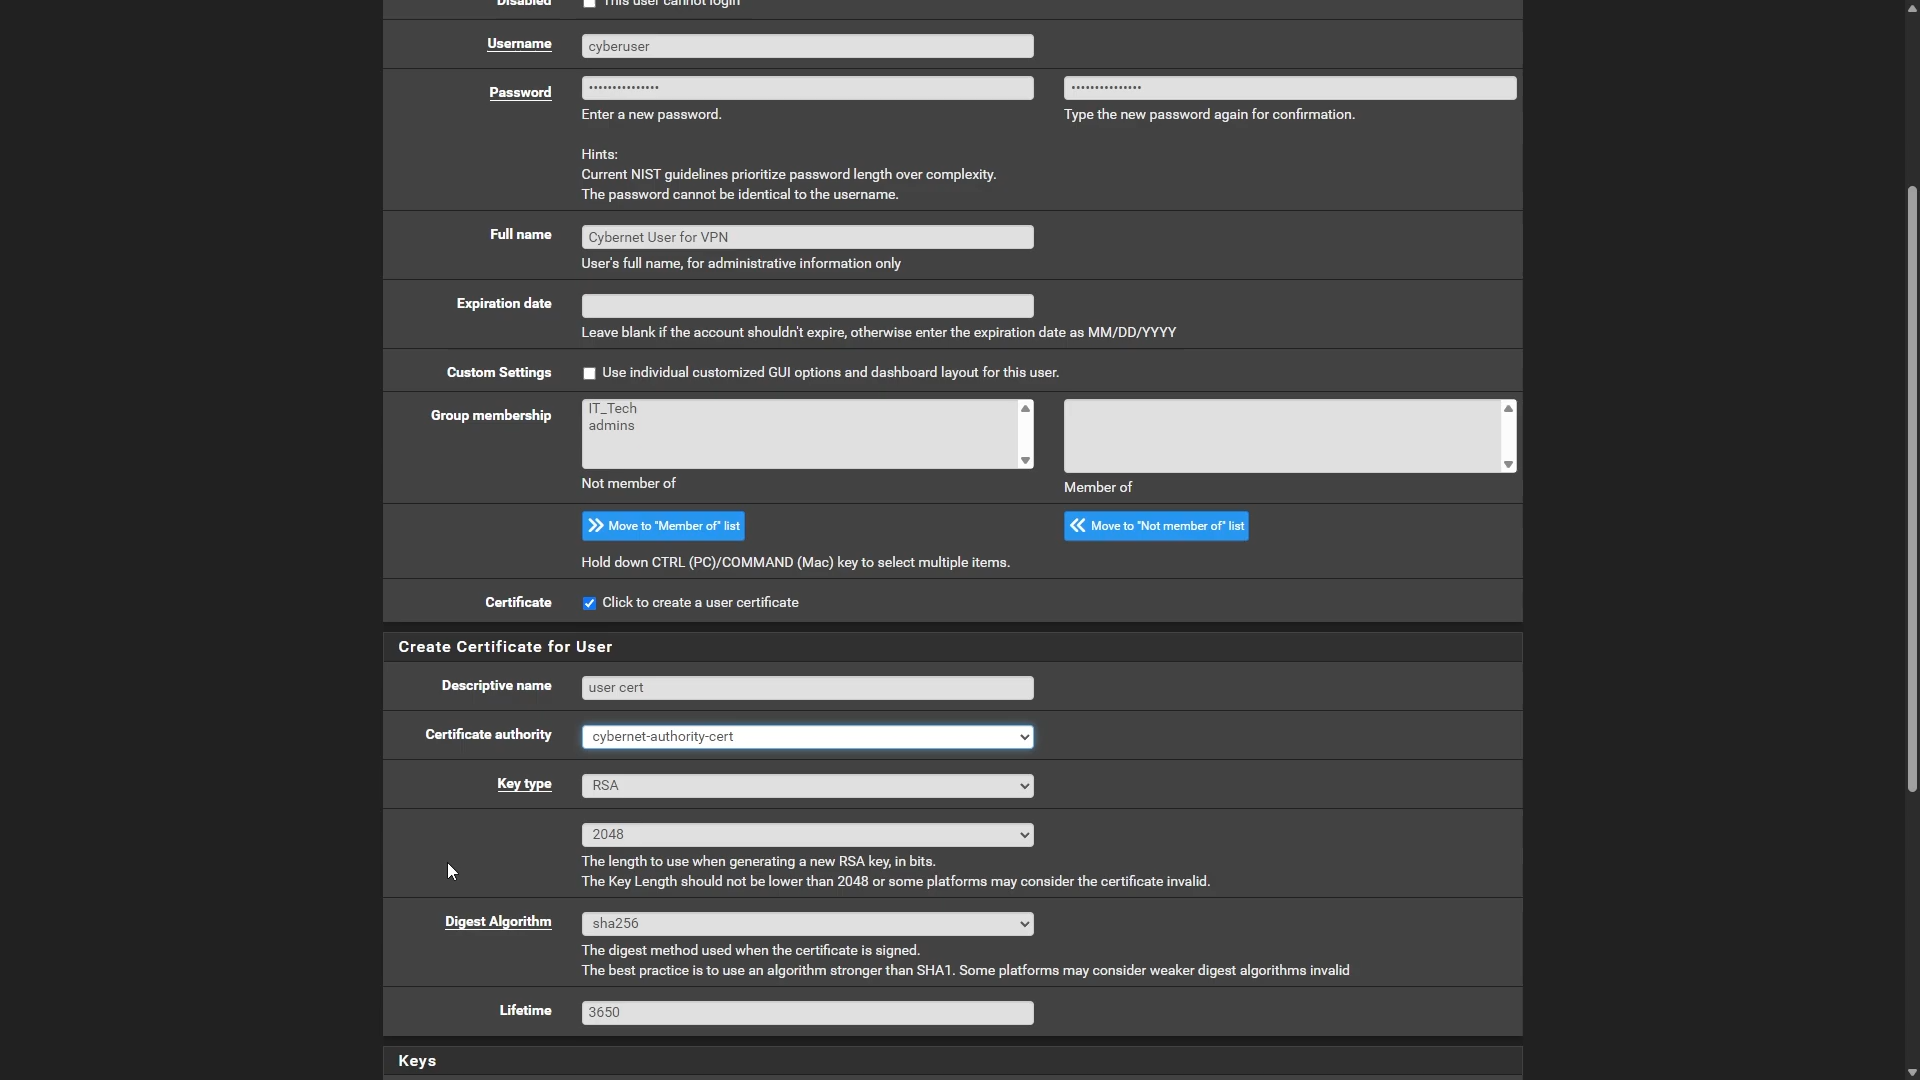 Disabled This user cannot login
Username cyberuser
Password ••••••••••••••• •••••••••••••••
Enter a new password. Type the new password again for confirmation.
Hints:
Current NIST guidelines prioritize password length over complexity.
The password cannot be identical to the username.
Full name Cybernet User for VPN
User's full name, for administrative information only
Expiration date
Leave blank if the account shouldn't expire, otherwise enter the expiration date as MM/DD/YYYY
Custom Settings Use individual customized GUI options and dashboard layout for this user.
Group membership IT_Tech
admins
Not member of
Member of
Move to "Member of" list Move to "Not member of" list
Hold down CTRL (PC)/COMMAND (Mac) key to select multiple items.
Certificate Click to create a user certificate
Create Certificate for User
Descriptive name user cert
Certificate authority cybernet-authority-cert
Key type RSA
2048
The length to use when generating a new RSA key, in bits.
The Key Length should not be lower than 2048 or some platforms may consider the certificate invalid.
Digest Algorithm sha256
The digest method used when the certificate is signed.
The best practice is to use an algorithm stronger than SHA1. Some platforms may consider weaker digest algorithms invalid
Lifetime 3650
Keys